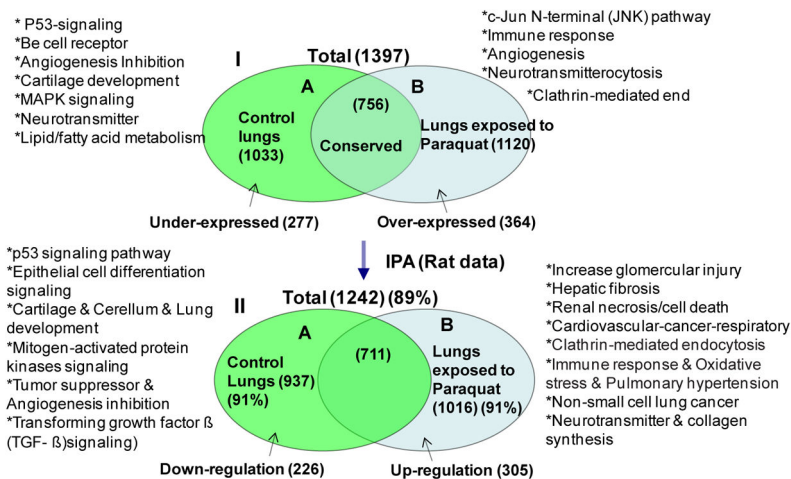 * P53-signaling
*Be cell receptor
*Angiogenesis Inhibition
*Cartilage development
*MAPK signaling
*Neurotransmitter
*Lipid/fatty acid metabolism
*c-Jun N-terminal (JNK) pathway
*Immune response
*Angiogenesis
*Neurotransmitterocytosis
*Clathrin-mediated end
I
Total (1397)
A
B
(756)
Control
lungs
(1033)
Conserved
Lungs exposed to
Paraquat (1120)
Under-expressed (277)
Over-expressed (364)
IPA (Rat data)
*p53 signaling pathway
*Epithelial cell differentiation
signaling
*Cartilage & Cerellum & Lung
development
*Mitogen-activated protein
kinases signaling
*Tumor suppressor &
Angiogenesis inhibition
*Transforming growth factor ß
(TGF- ß)signaling)
II
Total (1242) (89%)
A
B
(711)
Control
Lungs (937)
(91%)
Lungs
exposed to
Paraquat
(1016) (91%)
Down-regulation (226)
Up-regulation (305)
*Increase glomercular injury
*Hepatic fibrosis
*Renal necrosis/cell death
*Cardiovascular-cancer-respiratory
*Clathrin-mediated endocytosis
*Immune response & Oxidative
stress & Pulmonary hypertension
*Non-small cell lung cancer
*Neurotransmitter & collagen
synthesis